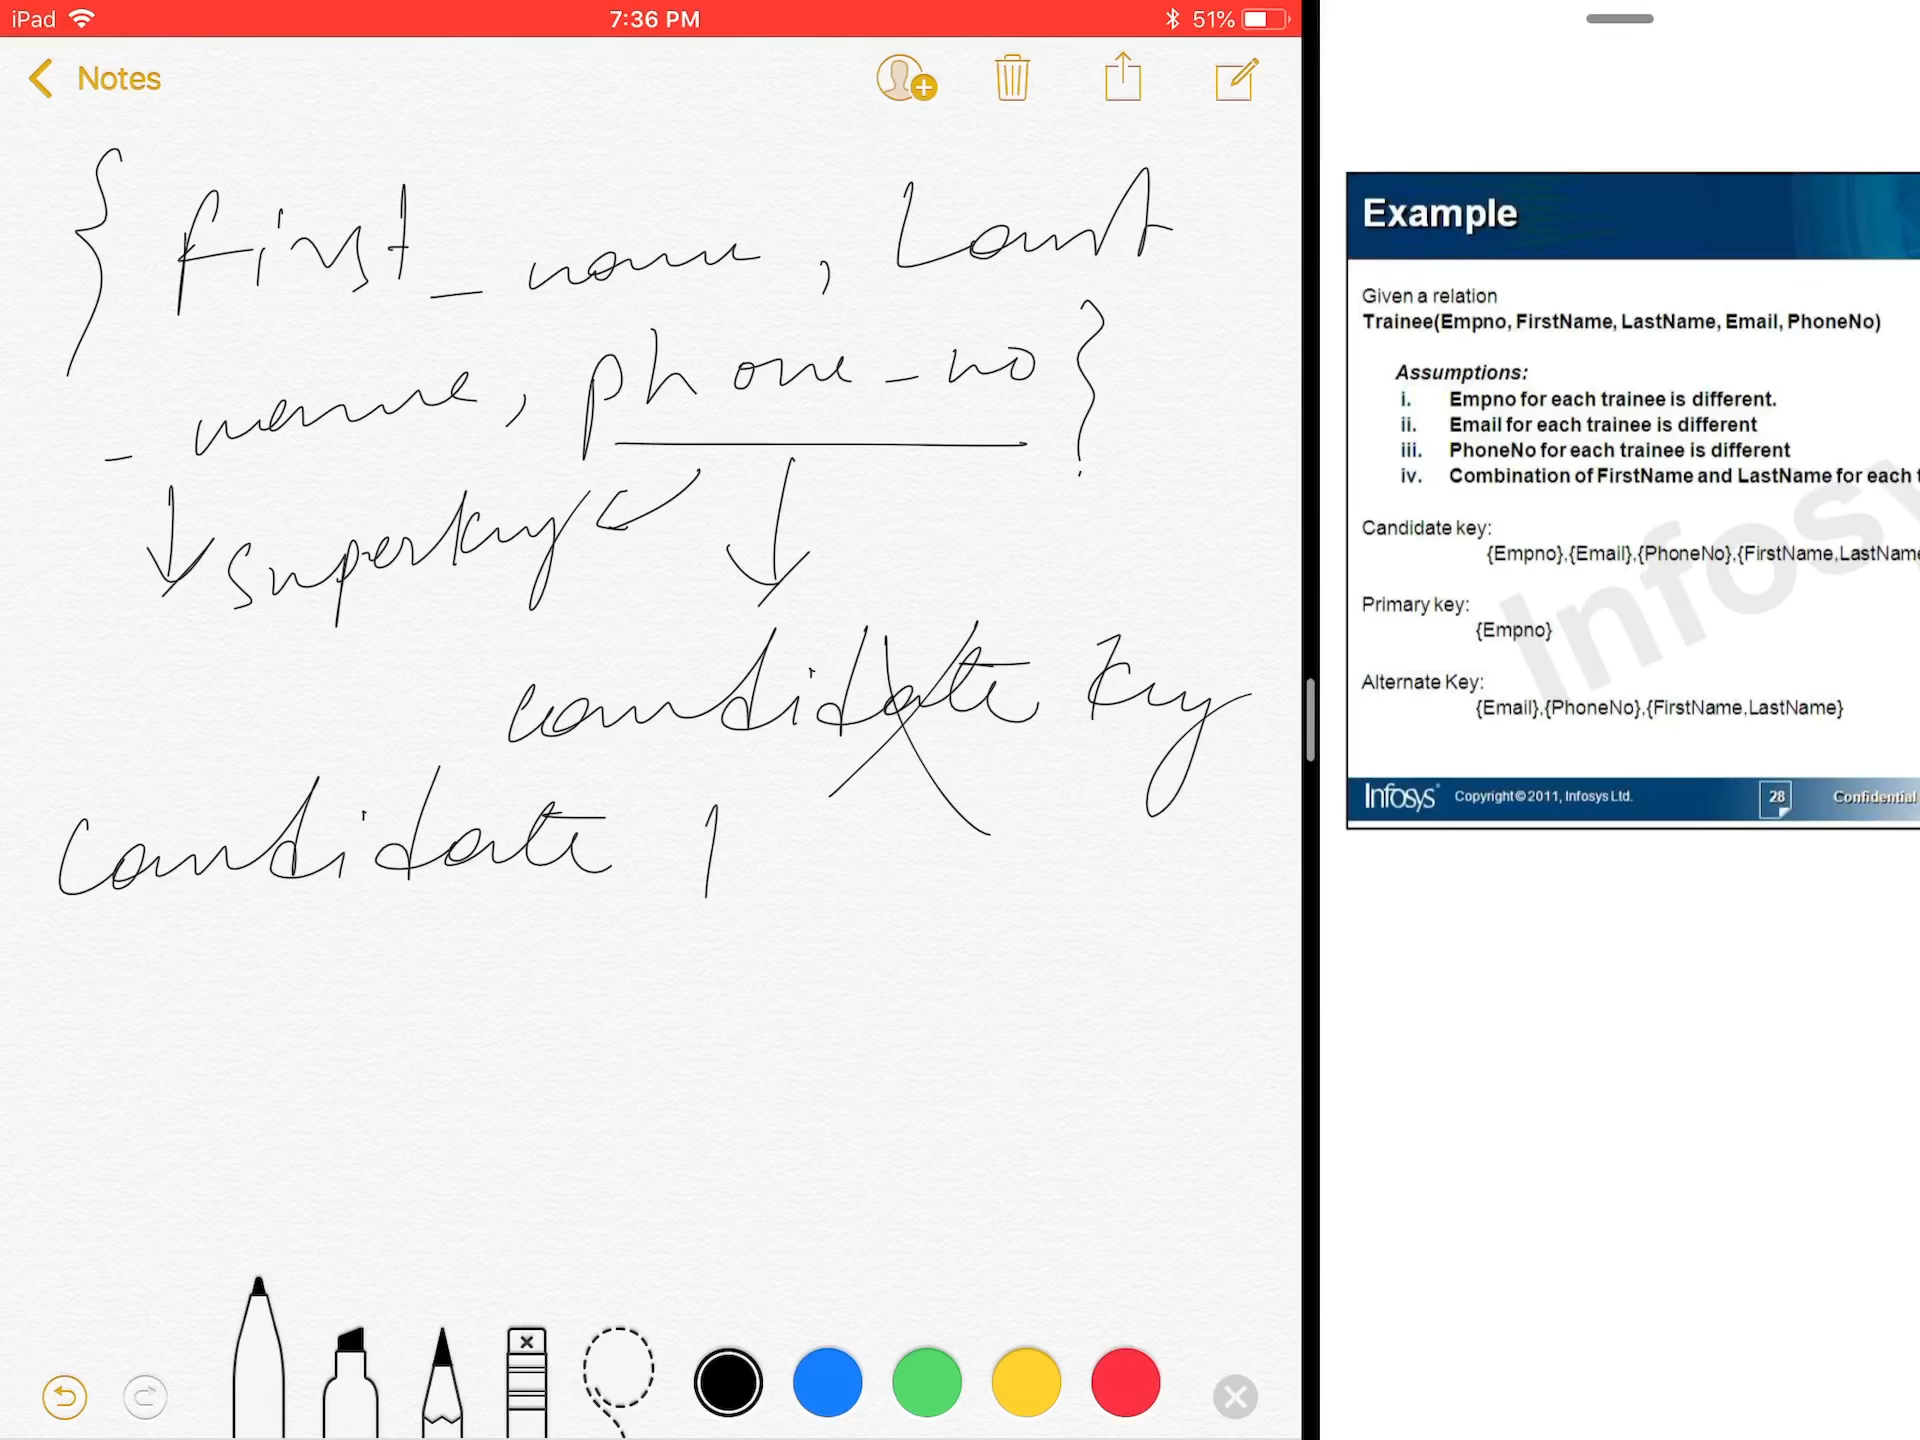 iPad
7:36 PM
51%
Notes
{ First_name, Last
_name, phone_no }
Superkey
candidate key
candidate
Example
Given a relation
Trainee(Empno, FirstName, LastName, Email, PhoneNo)
Assumptions:
i. Empno for each trainee is different.
ii. Email for each trainee is different
iii. PhoneNo for each trainee is different
iv. Combination of FirstName and LastName for each
Candidate key:
{Empno},{Email},{PhoneNo},{FirstName,LastName
Primary key:
{Empno}
Alternate Key:
{Email},{PhoneNo},{FirstName,LastName}
Infosys
Infosys Copyright©2011, Infosys Ltd. 28 Confidential